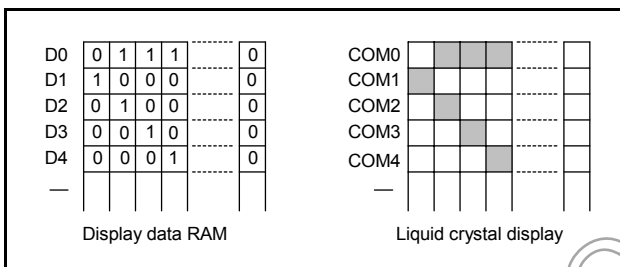 D0 0 1 1 1 0 COM0
D1 1 0 0 0 0 COM1
D2 0 1 0 0 0 COM2
D3 0 0 1 0 0 COM3
D4 0 0 0 1 0 COM4
— —
Display data RAM Liquid crystal display